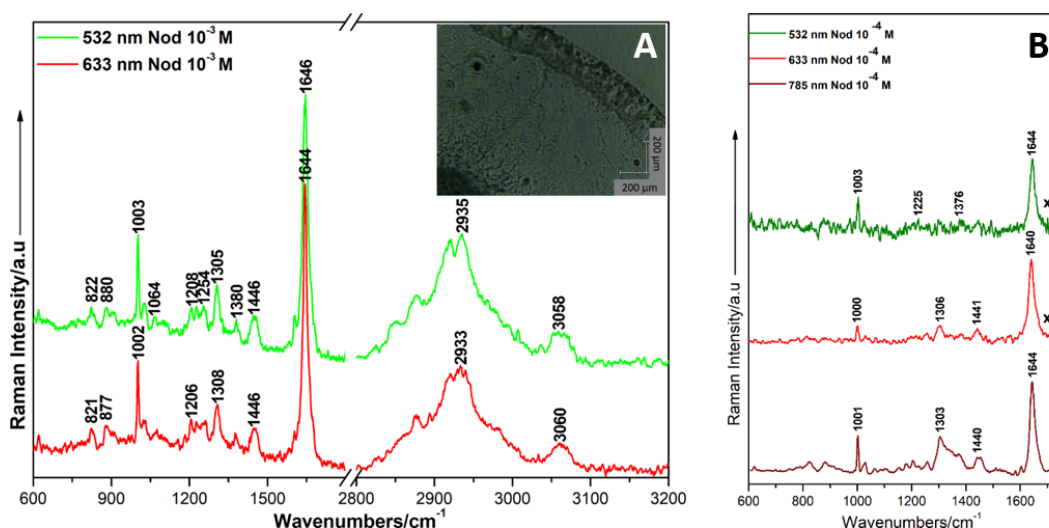 A
532 nm Nod 10⁻³ M
633 nm Nod 10⁻³ M
Raman Intensity/a.u
822
880
1003
1064
1208
1254
1305
1380
1446
1646
2935
3058
821
877
1002
1206
1308
1446
1644
2933
3060
200 µm
200 µm
600 900 1200 1500 1800 2800 2900 3000 3100 3200
Wavenumbers/cm⁻¹
B
532 nm Nod 10⁻⁴ M
633 nm Nod 10⁻⁴ M
785 nm Nod 10⁻⁴ M
Raman Intensity/a.u
1003
1225
1376
1644
x
1000
1306
1441
1640
x
1001
1303
1440
1644
600 800 1000 1200 1400 1600
Wavenumbers/cm⁻¹